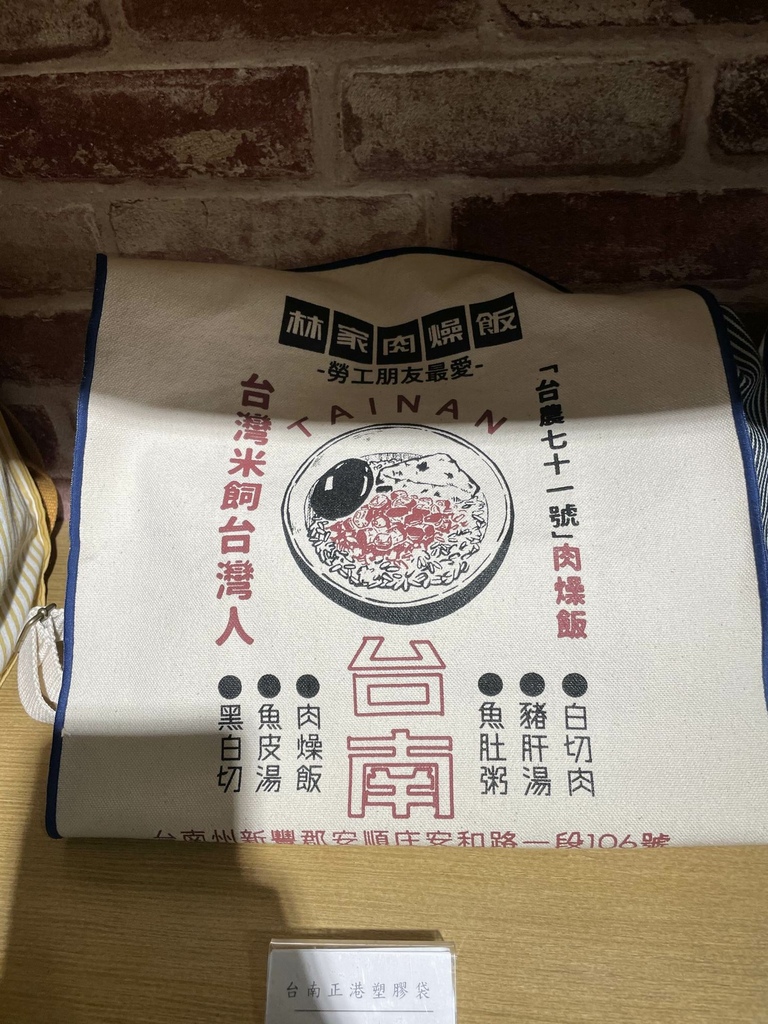 林家肉燥飯
-勞工朋友最愛-
TAINAN
「台農七十一號」肉燥飯
台灣米飼台灣人
台南
白切肉
豬肝湯
魚肚粥
肉燥飯
魚皮湯
黑白切
台南州新豐郡安順庄安和路一段106號
台南正港塑膠袋